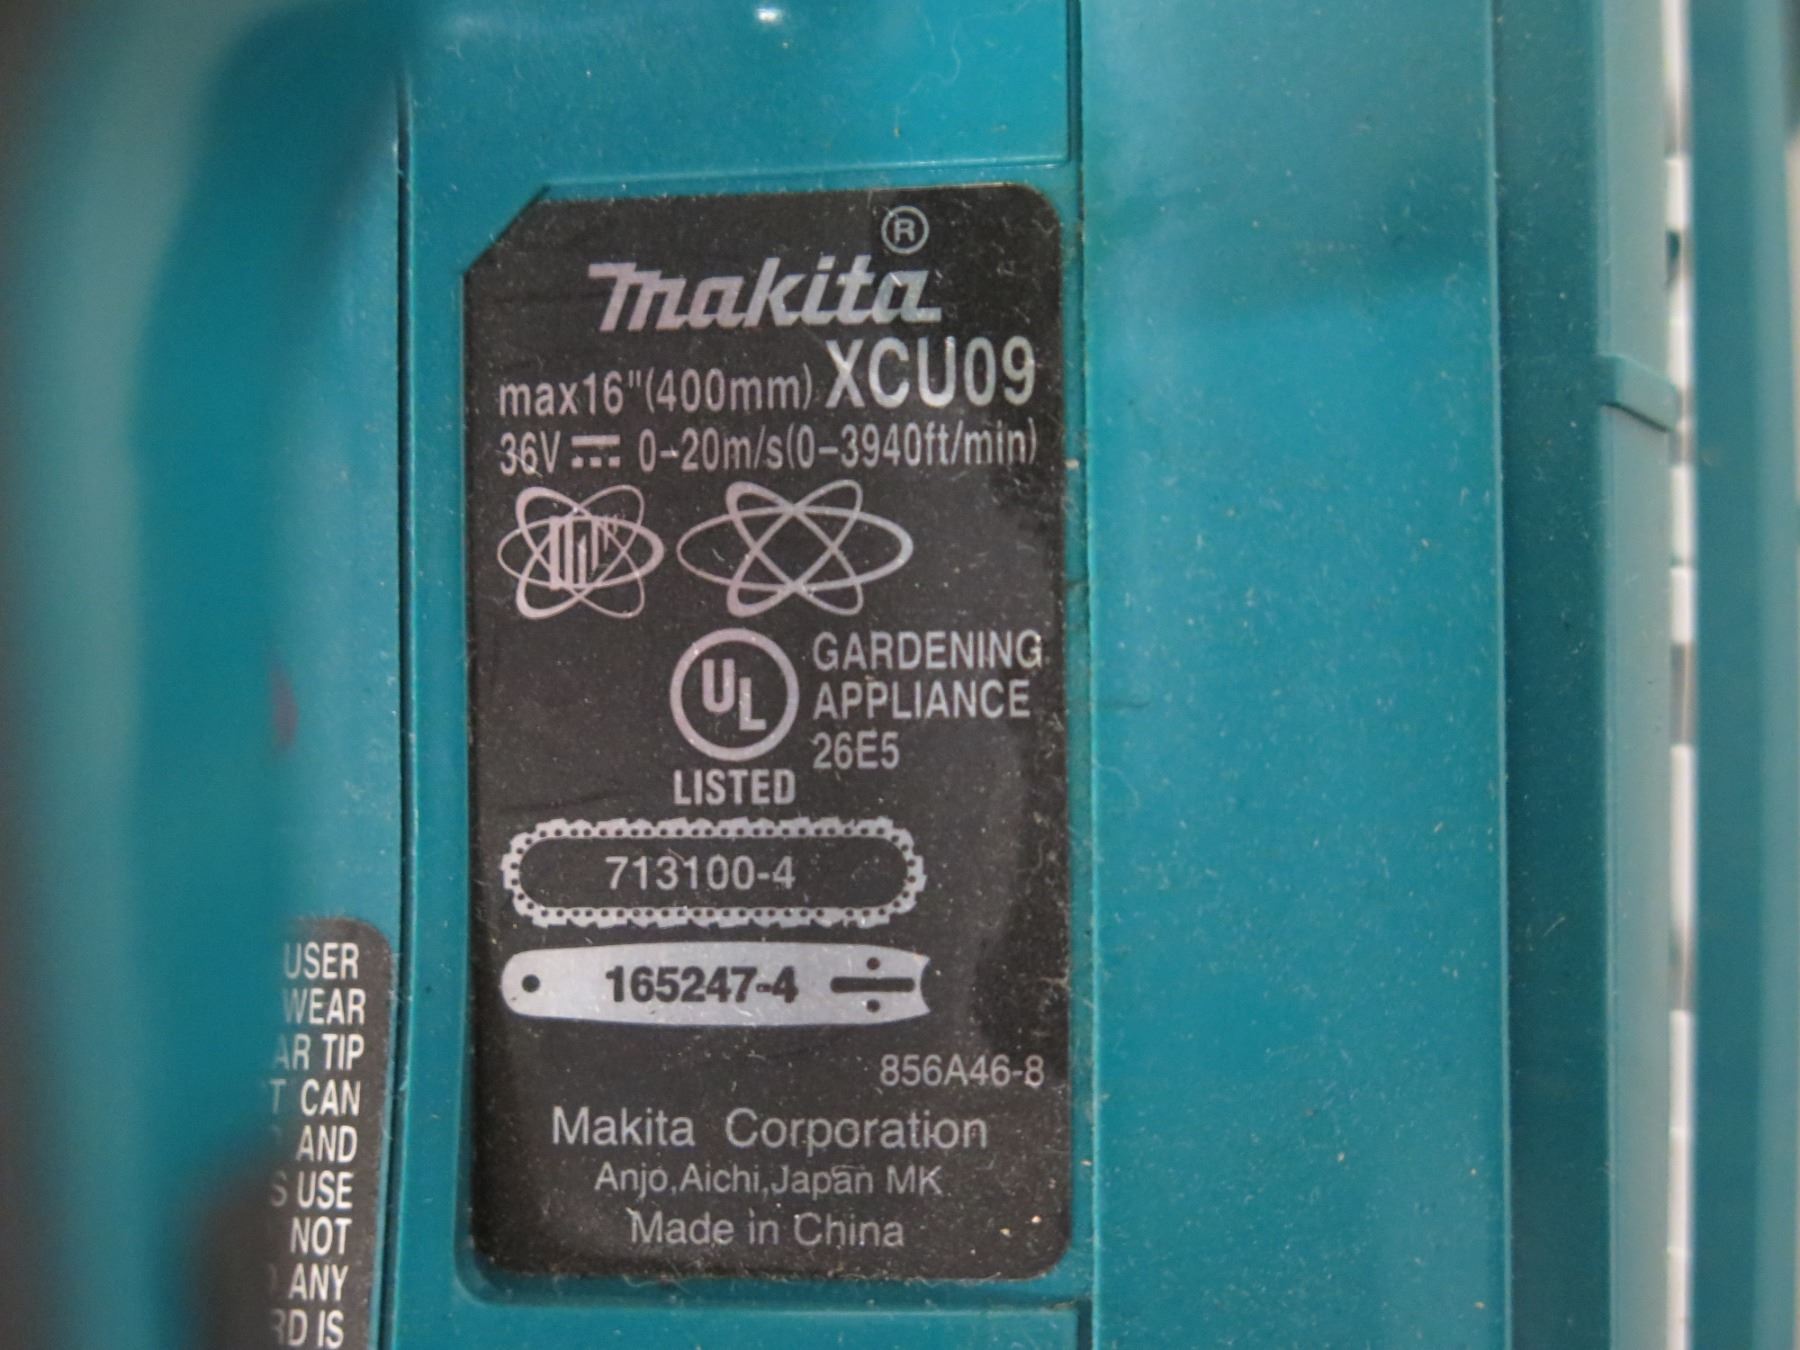 ®
makita
max16"(400mm) XCU09
36V 0-20m/s(0-3940ft/min)
UL
LISTED
GARDENING
APPLIANCE
26E5
713100-4
165247-4
856A46-8
Makita Corporation
Anjo,Aichi,Japan MK
Made in China
USER
WEAR
TIP
CAN
AND
USE
NOT
ANY
IS